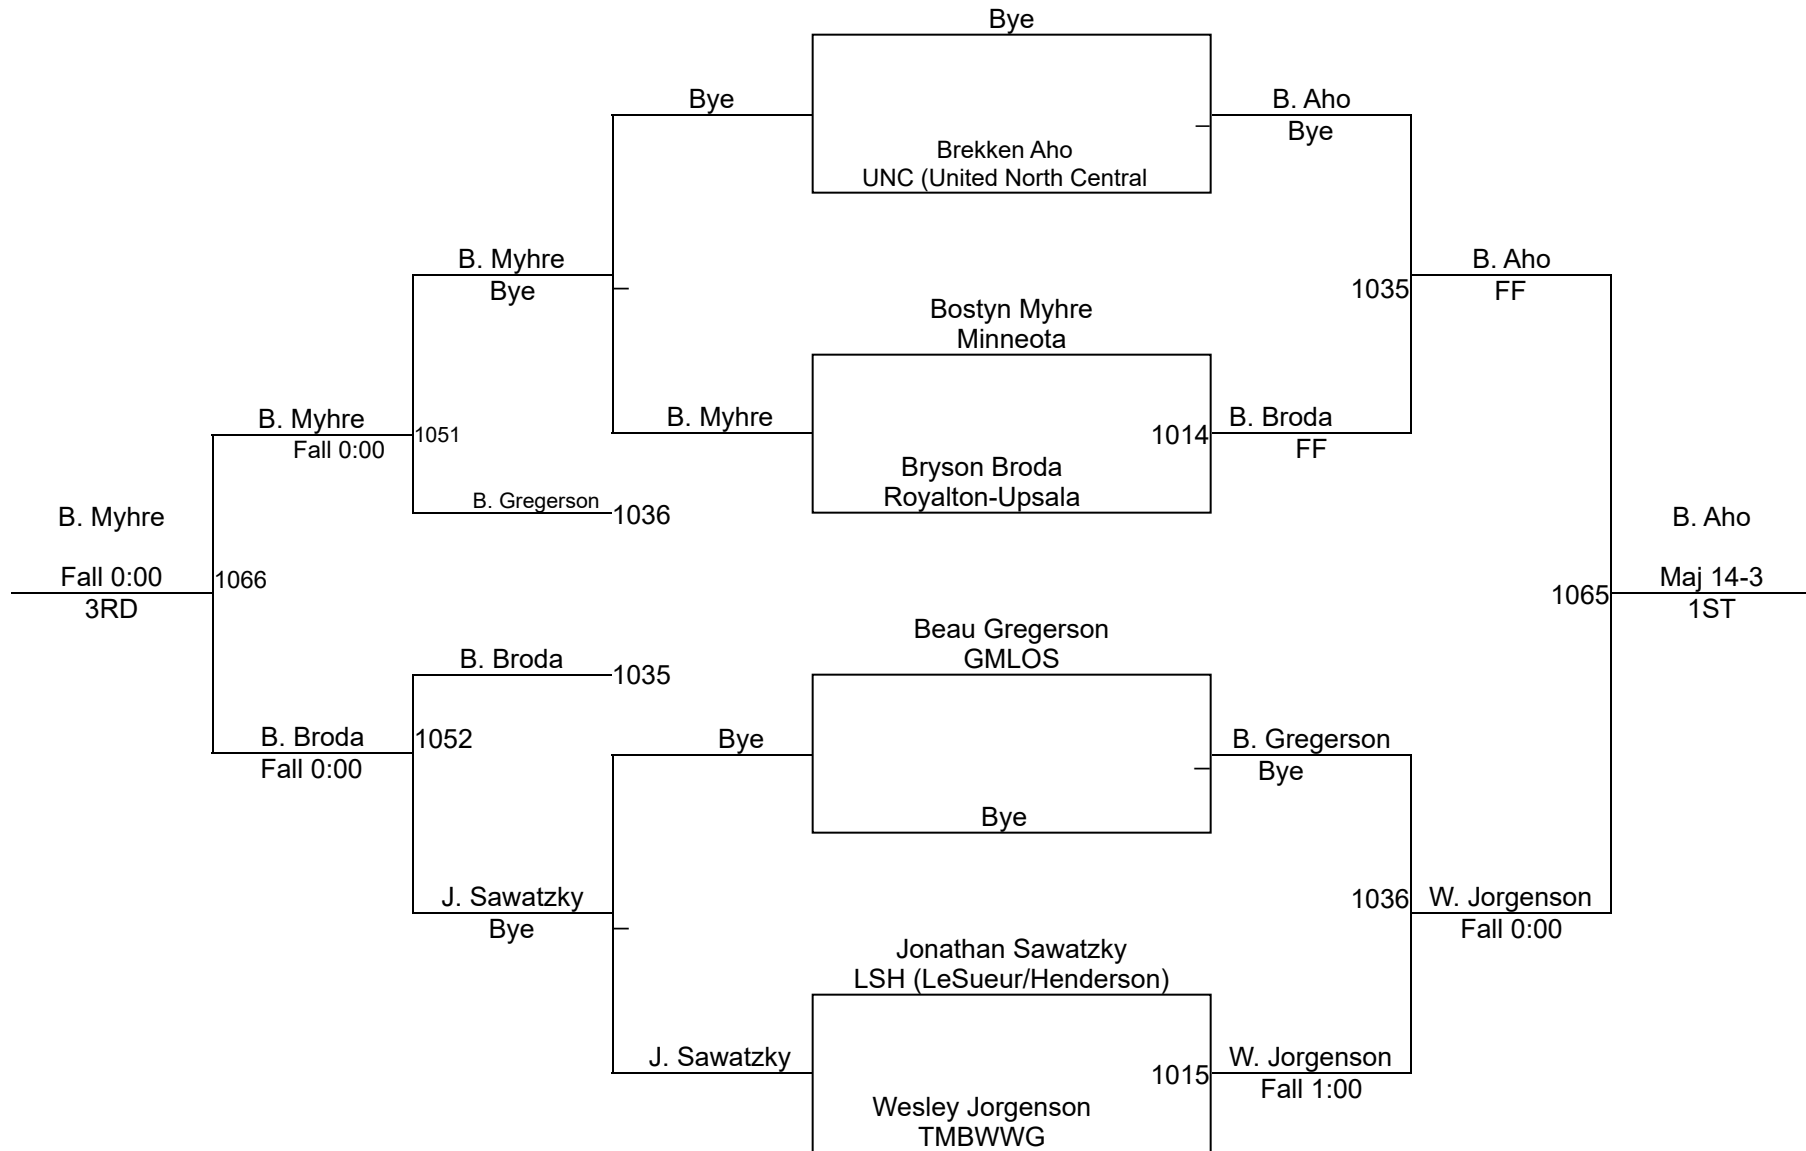 Bye
Bye
B. Aho
Bye
Brekken Aho
UNC (United North Central
B. Myhre
Bye
B. Aho
FF
1035
Bostyn Myhre
Minneota
B. Myhre
Fall 0:00
1051
B. Myhre
1014
B. Broda
FF
Bryson Broda
Royalton-Upsala
B. Gregerson
1036
B. Myhre
Fall 0:00
3RD
1066
B. Aho
Maj 14-3
1ST
1065
Beau Gregerson
GMLOS
B. Broda
1035
B. Broda
Fall 0:00
1052
Bye
B. Gregerson
Bye
Bye
J. Sawatzky
Bye
1036
W. Jorgenson
Fall 0:00
Jonathan Sawatzky
LSH (LeSueur/Henderson)
J. Sawatzky
1015
W. Jorgenson
Fall 1:00
Wesley Jorgenson
TMBWWG